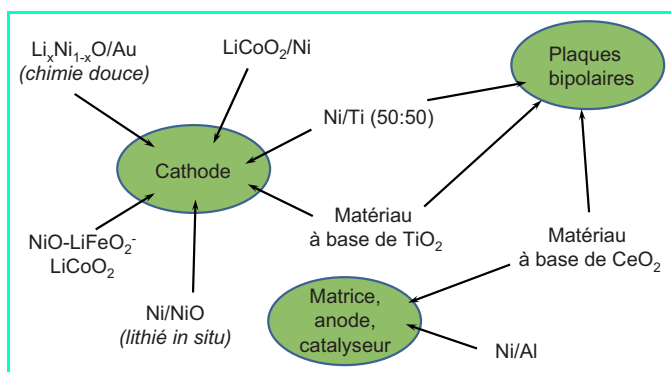 LiₓNi₁₋ₓO/Au
(chimie douce)
LiCoO₂/Ni
Plaques
bipolaires
Ni/Ti (50:50)
Cathode
NiO-LiFeO₂-
LiCoO₂
Matériau
à base de TiO₂
Matériau
à base de CeO₂
Ni/NiO
(lithié in situ)
Matrice,
anode,
catalyseur
Ni/Al